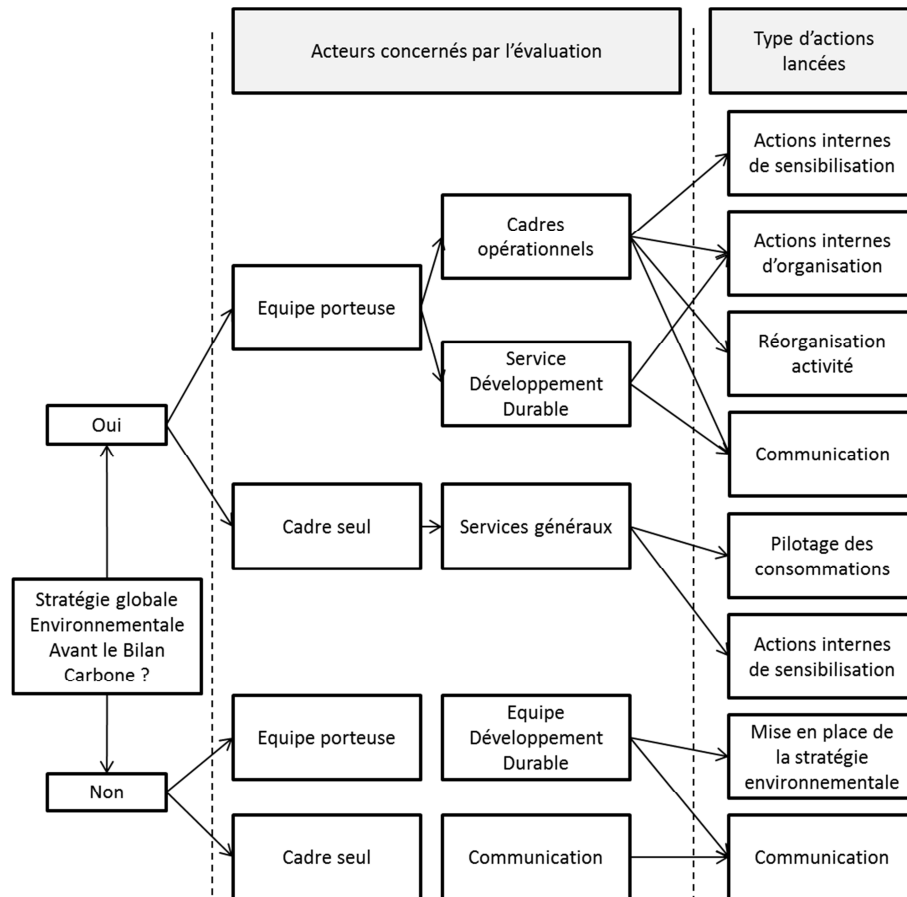 Acteurs concernés par l’évaluation
Type d’actions
lancées
Actions internes
de sensibilisation
Cadres
opérationnels
Actions internes
d’organisation
Equipe porteuse
Réorganisation
activité
Service
Développement
Durable
Oui
Communication
Cadre seul
Services généraux
Pilotage des
consommations
Stratégie globale
Environnementale
Avant le Bilan
Carbone ?
Actions internes
de sensibilisation
Equipe porteuse
Equipe
Développement
Durable
Mise en place de
la stratégie
environnementale
Non
Cadre seul
Communication
Communication